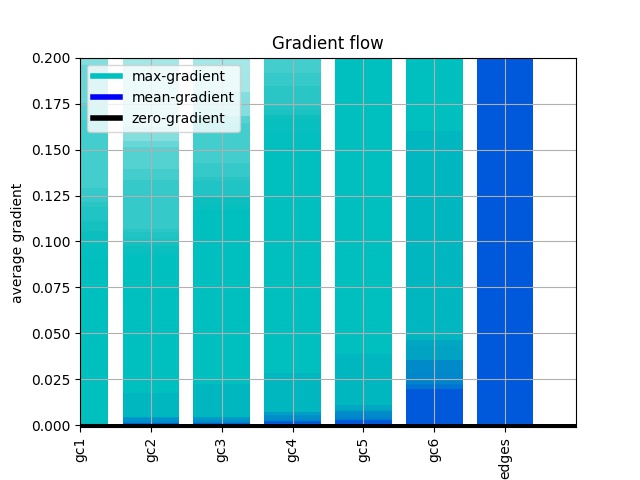 Gradient flow
max-gradient
mean-gradient
zero-gradient
average gradient
0.200
0.175
0.150
0.125
0.100
0.075
0.050
0.025
0.000
gc1
gc2
gc3
gc4
gc5
gc6
edges